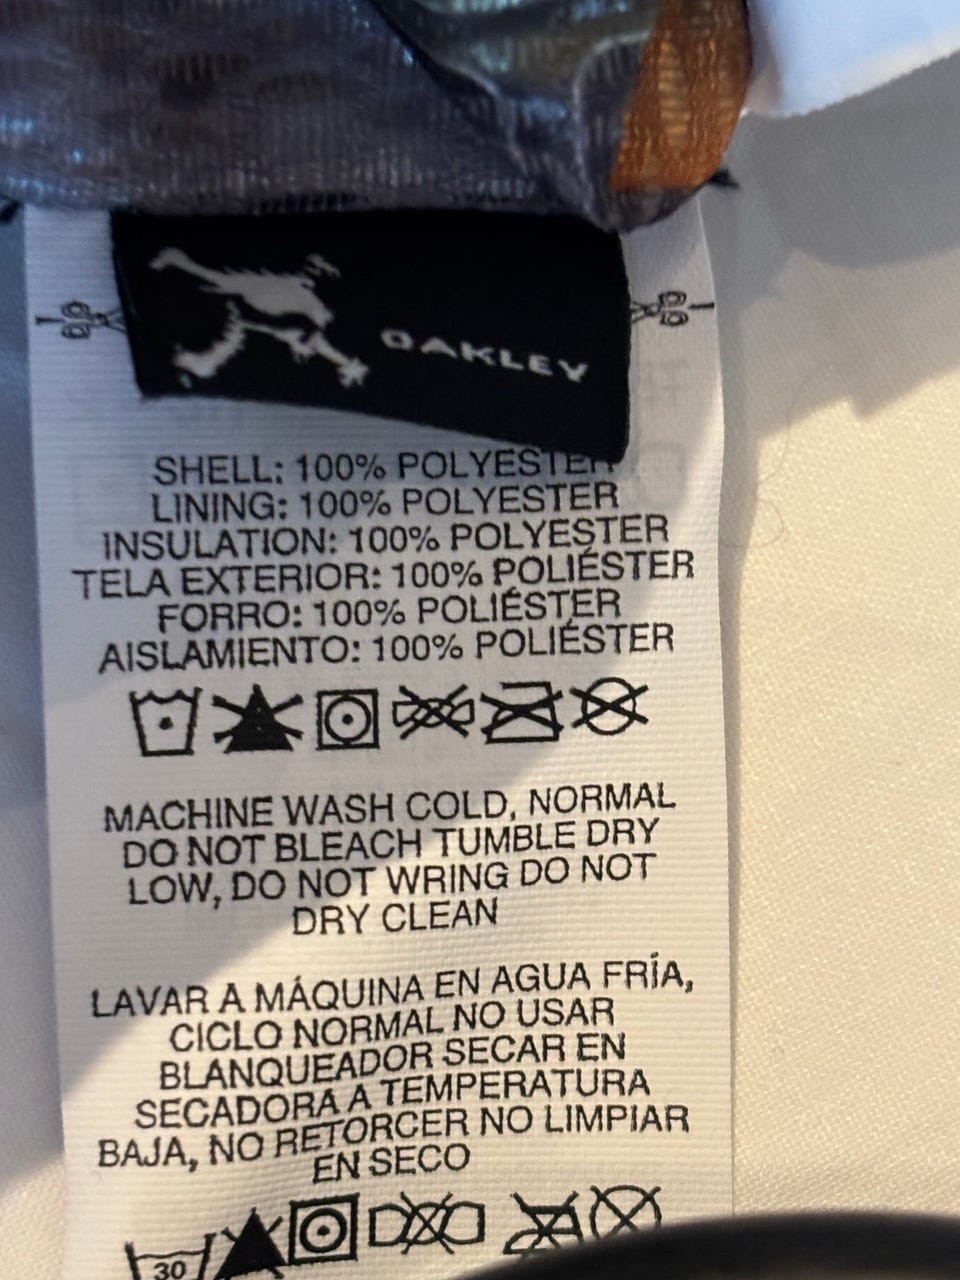 OAKLEY
SHELL: 100% POLYESTER
LINING: 100% POLYESTER
INSULATION: 100% POLYESTER
TELA EXTERIOR: 100% POLIÉSTER
FORRO: 100% POLIÉSTER
AISLAMIENTO: 100% POLIÉSTER
MACHINE WASH COLD, NORMAL
DO NOT BLEACH TUMBLE DRY
LOW, DO NOT WRING DO NOT
DRY CLEAN
LAVAR A MÁQUINA EN AGUA FRÍA,
CICLO NORMAL NO USAR
BLANQUEADOR SECAR EN
SECADORA A TEMPERATURA
BAJA, NO RETORCER NO LIMPIAR
EN SECO
30